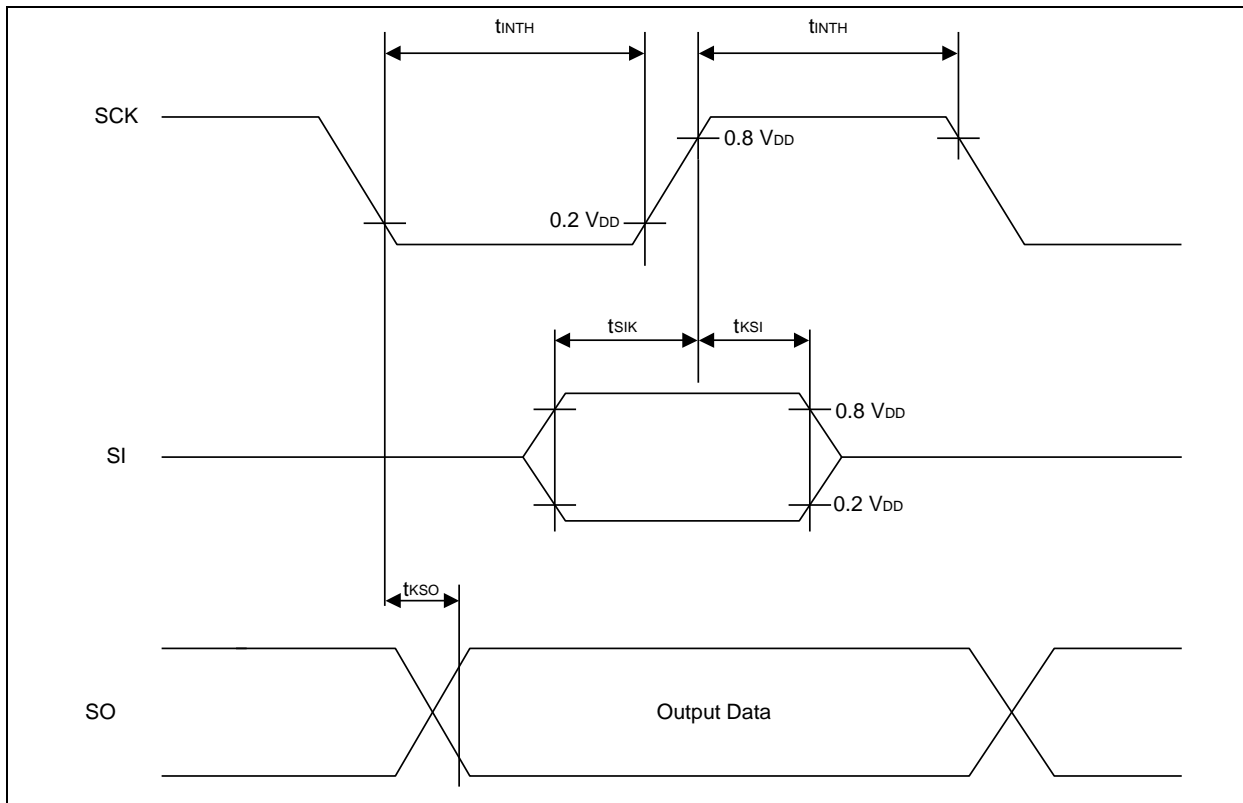 tINTH
tINTH
SCK
0.8 VDD
0.2 VDD
tSIK
tKSI
0.8 VDD
SI
0.2 VDD
tKSO
SO
Output Data